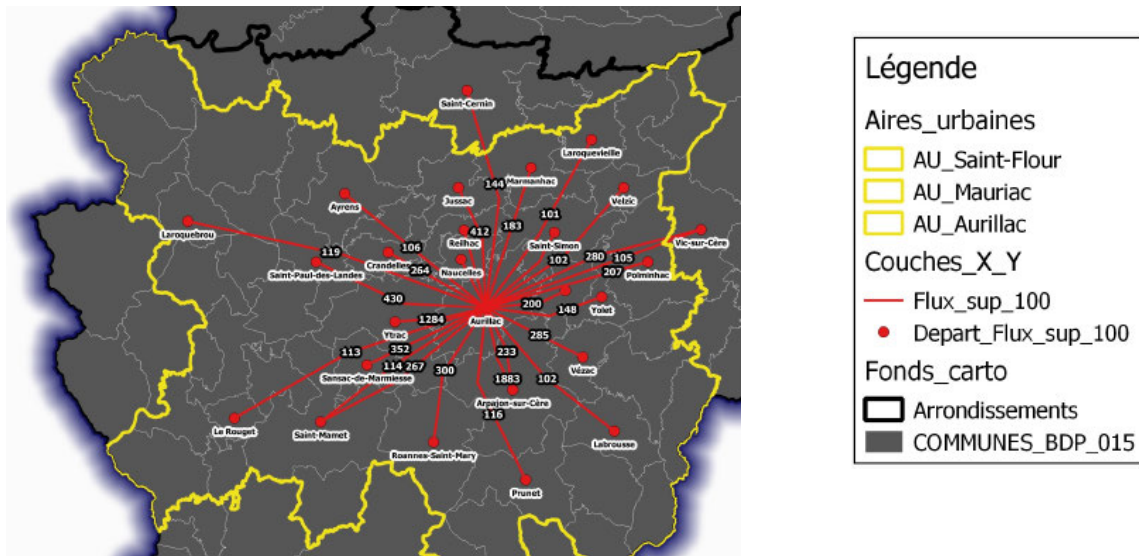 Saint-Cernin
Laroquevieille
144
Marmanhac
Jussac
Velzic
Ayrens
183
101
Laroquebrou
412
Reilhac
Saint-Simon
Vic-sur-Cère
119
106
280
105
Crandelles
264
Naucelles
102
207
Polminhac
Saint-Paul-des-Landes
430
200
148
Yolet
1284
Aurillac
Ytrac
285
113
352
233
114
267
Vézac
Sansac-de-Marmiesse
300
1883
102
Arpajon-sur-Cère
116
Le Rouget
Saint-Mamet
Labrousse
Roannes-Saint-Mary
Prunet
Légende
Aires_urbaines
AU_Saint-Flour
AU_Mauriac
AU_Aurillac
Couches_X_Y
Flux_sup_100
Depart_Flux_sup_100
Fonds_carto
Arrondissements
COMMUNES_BDP_015